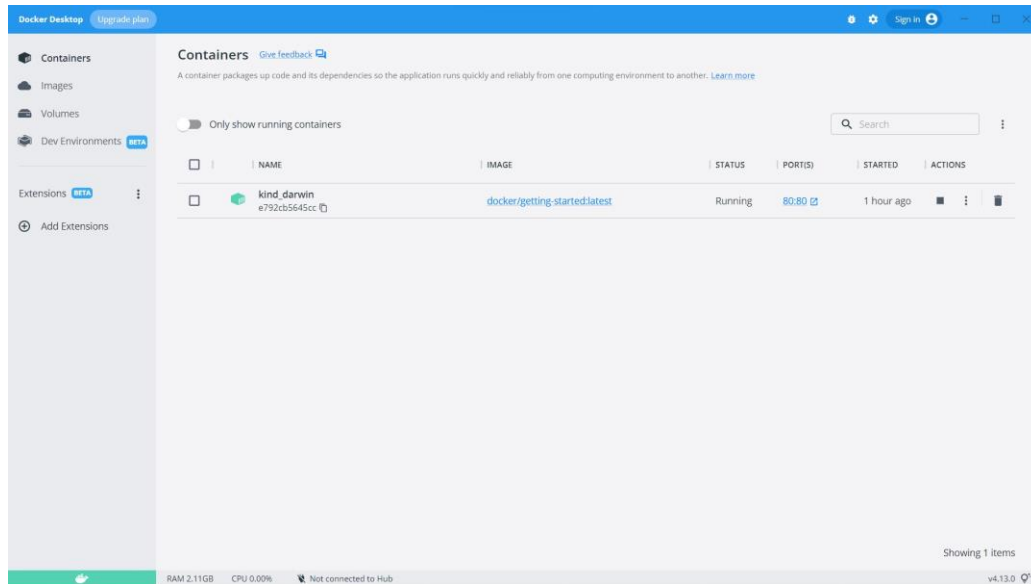 Docker Desktop Upgrade plan Sign in
Containers
Images
Volumes
Dev Environments BETA
Extensions BETA
Add Extensions
Containers Give feedback
A container packages up code and its dependencies so the application runs quickly and reliably from one computing environment to another. Learn more
Only show running containers Search
NAME IMAGE STATUS PORT(S) STARTED ACTIONS
kind_darwin docker/getting-started:latest Running 80:80 1 hour ago
e792cb5645cc
Showing 1 items
RAM 2.11GB CPU 0.00% Not connected to Hub v4.13.0